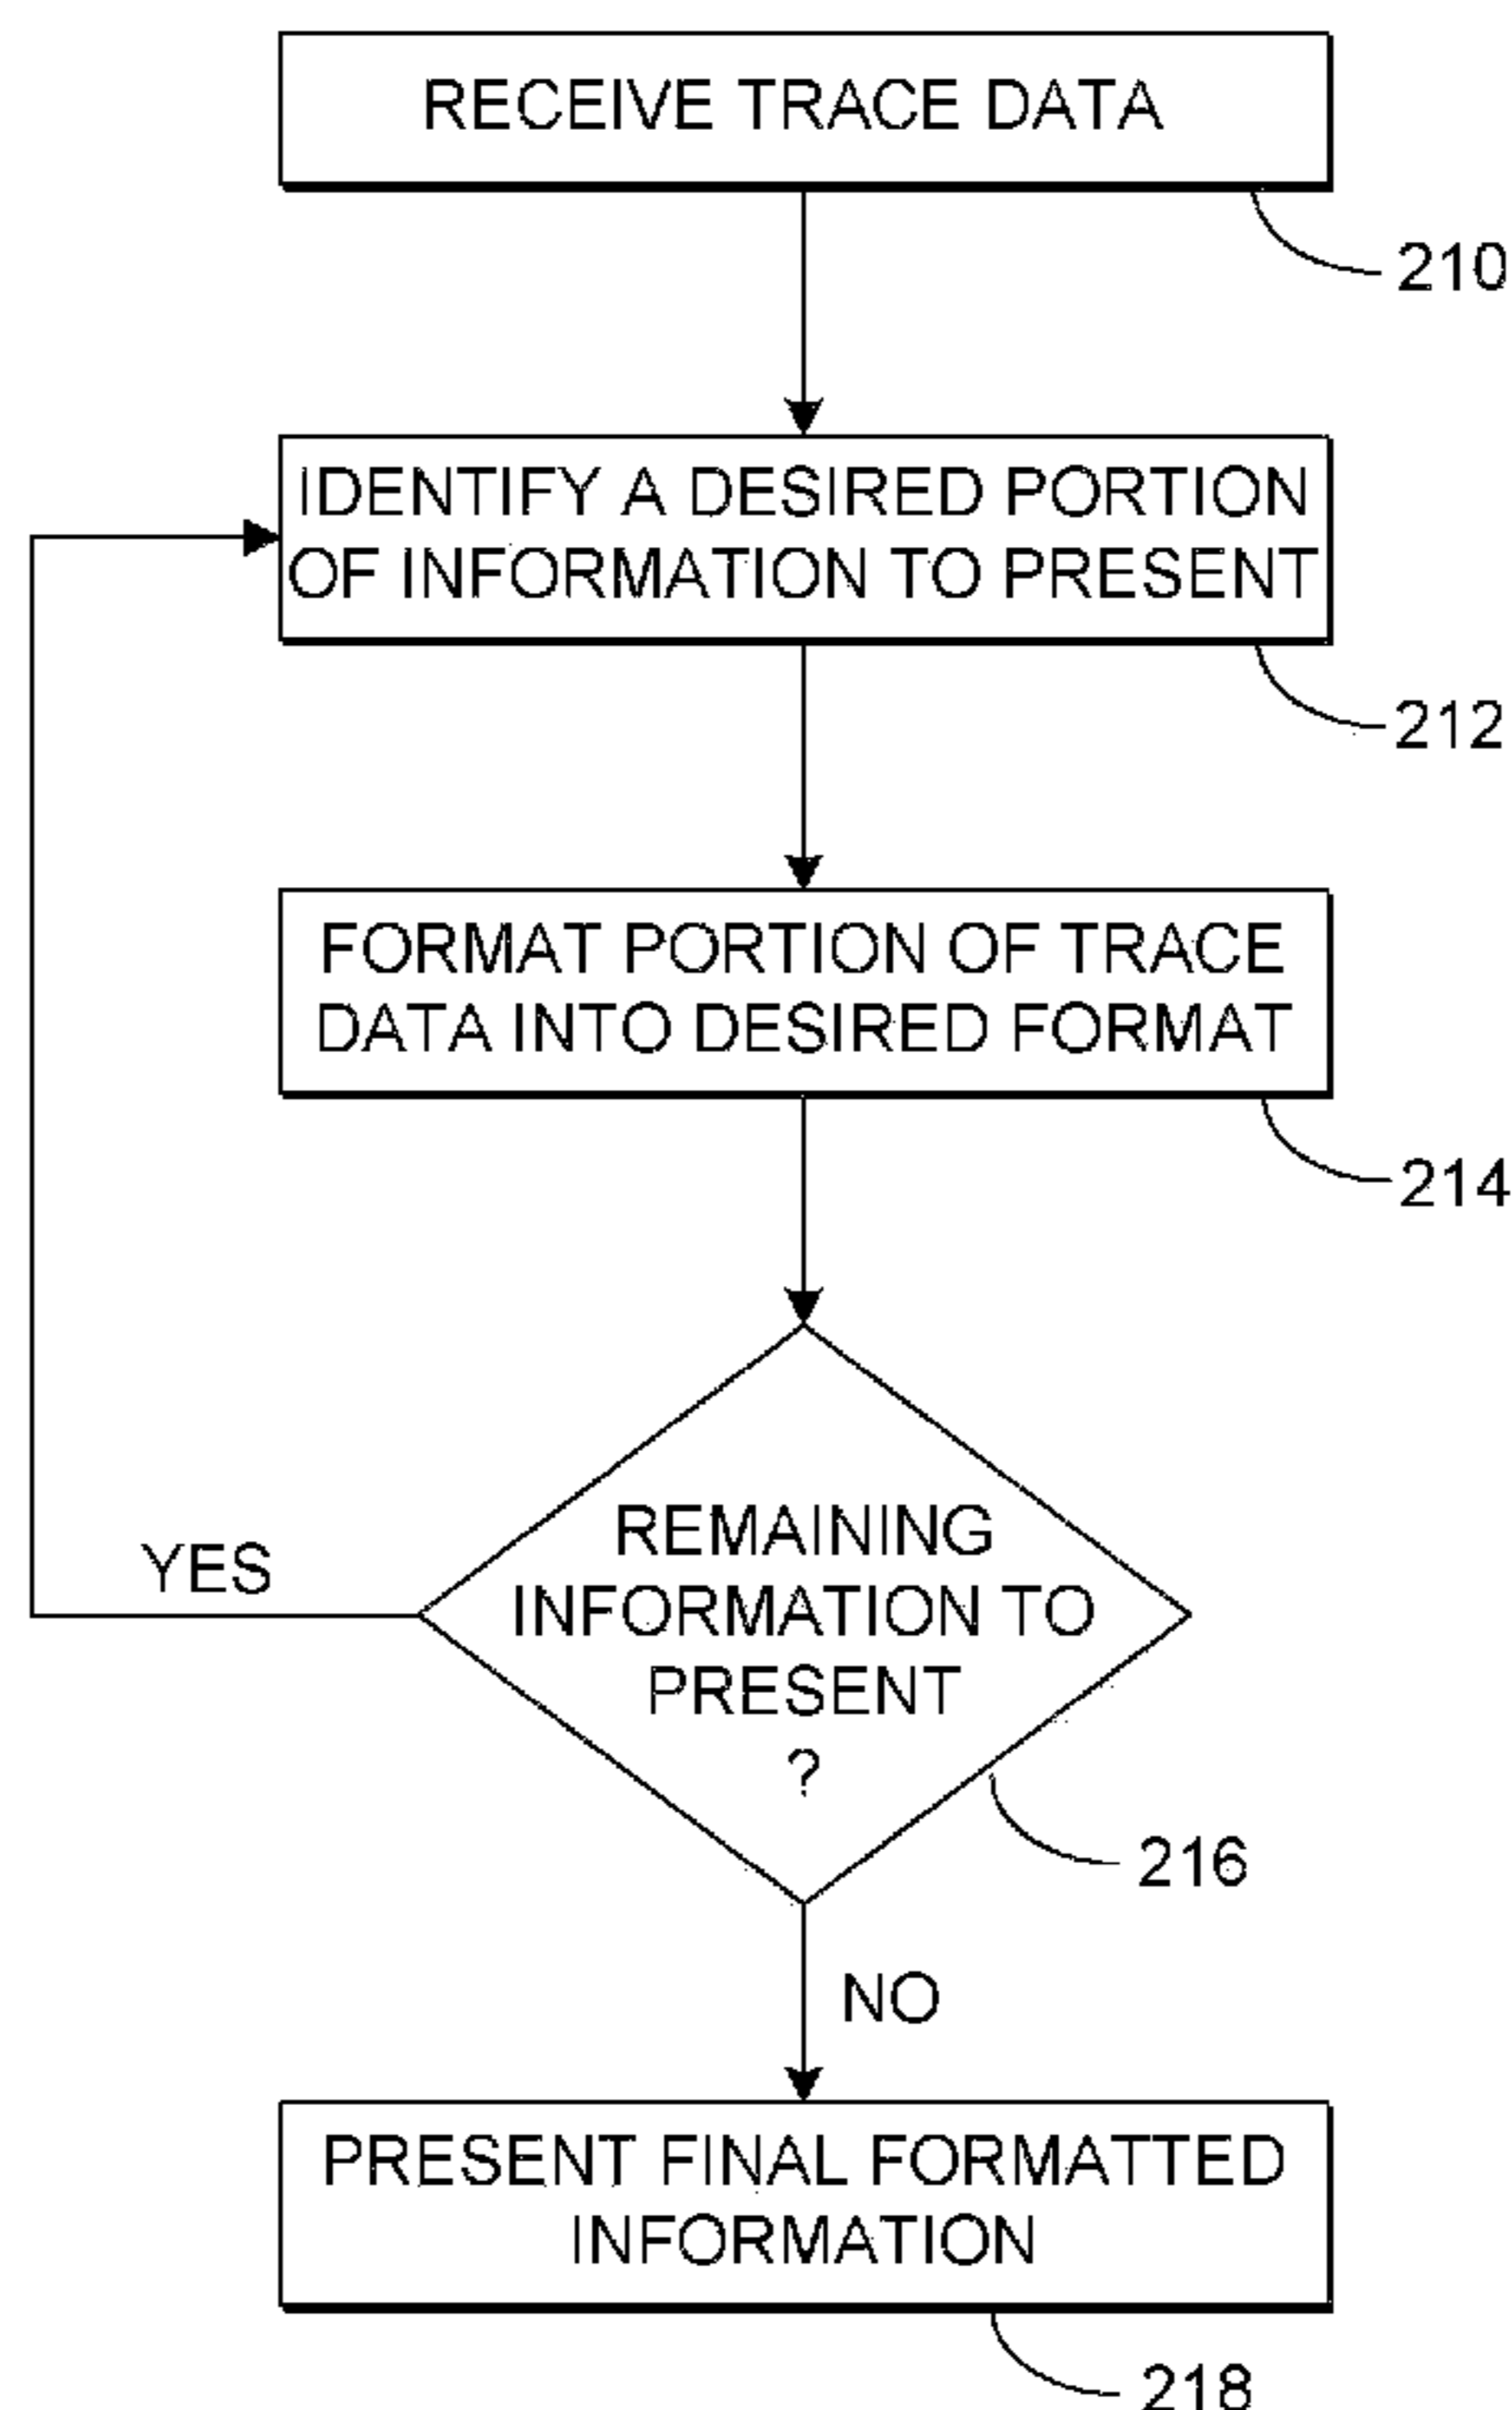 RECEIVE TRACE DATA
210
IDENTIFY A DESIRED PORTION
OF INFORMATION TO PRESENT
212
FORMAT PORTION OF TRACE
DATA INTO DESIRED FORMAT
214
REMAINING
INFORMATION TO
PRESENT
?
YES
216
NO
PRESENT FINAL FORMATTED
INFORMATION
218